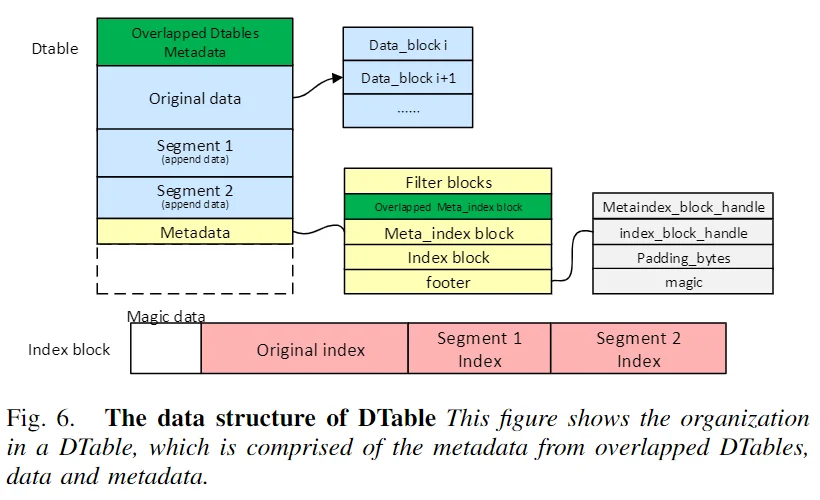 Dtable
Overlapped Dtables
Metadata
Original data
Segment 1
(append data)
Segment 2
(append data)
Metadata
Data_block i
Data_block i+1
......
Filter blocks
Overlapped Meta_index block
Meta_index block
Index block
footer
Metaindex_block_handle
index_block_handle
Padding_bytes
magic
Magic data
Index block
Original index
Segment 1
Index
Segment 2
Index
Fig. 6. The data structure of DTable This figure shows the organization
in a DTable, which is comprised of the metadata from overlapped DTables,
data and metadata.